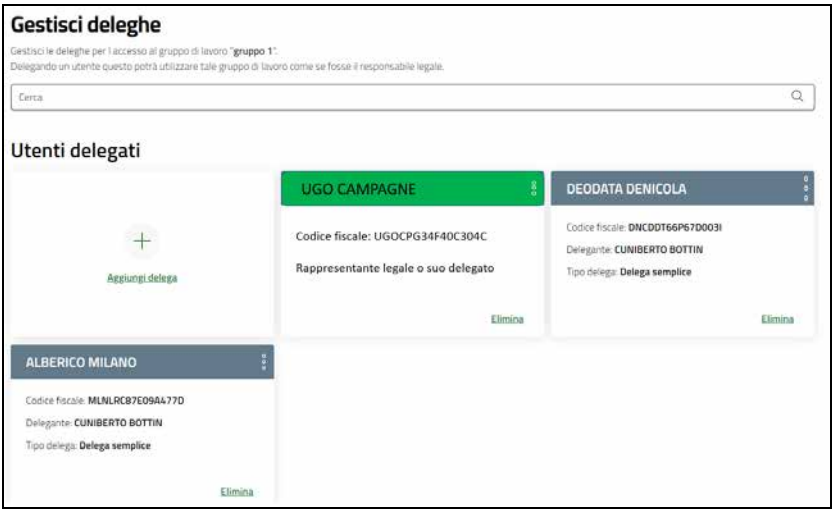 Gestisci deleghe
Gestisci le deleghe per l accesso al gruppo di lavoro "gruppo 1".
Delegando un utente questo potrà utilizzare tale gruppo di lavoro come se fosse il responsabile legale.
Cerca
Utenti delegati
Aggiungi delega
UGO CAMPAGNE
Codice fiscale: UGOCPG34F40C304C
Rappresentante legale o suo delegato
Elimina
DEODATA DENICOLA
Codice fiscale: DNCDDT66P67D003I
Delegante: CUNIBERTO BOTTIN
Tipo delega: Delega semplice
Elimina
ALBERICO MILANO
Codice fiscale: MLNLRC87E09A477D
Delegante: CUNIBERTO BOTTIN
Tipo delega: Delega semplice
Elimina